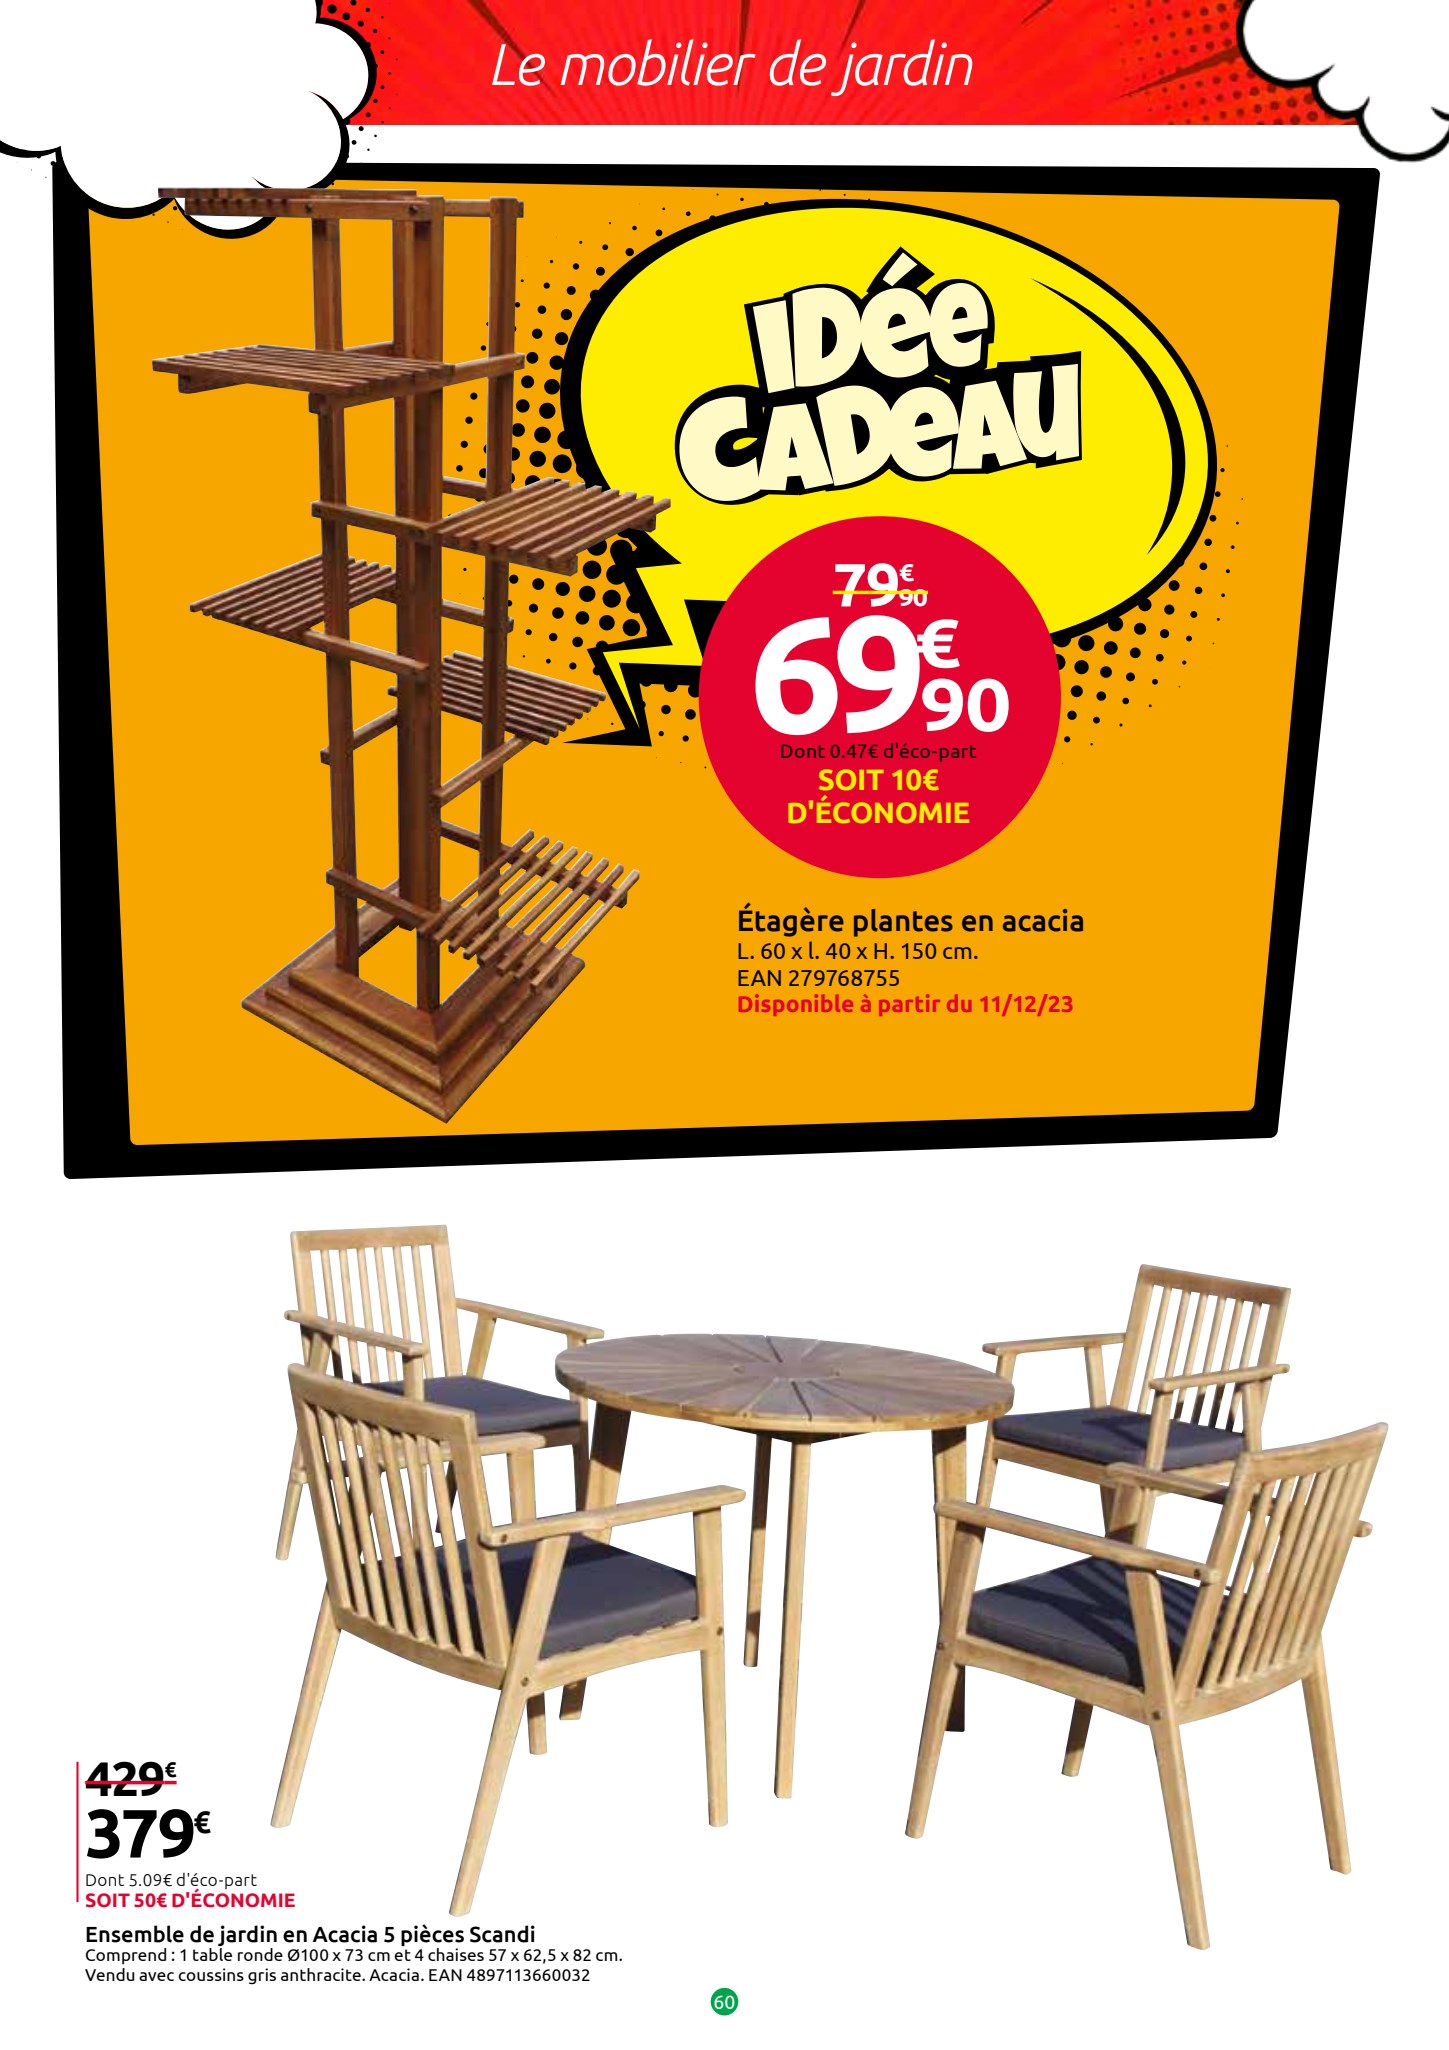 Le mobilier de jardin
IDée
CADeAU
79€90
69€90
Dont 0.47€ d'éco-part
SOIT 10€
D'ÉCONOMIE
Étagère plantes en acacia
L. 60 x l. 40 x H. 150 cm.
EAN 279768755
Disponible à partir du 11/12/23
429€
379€
Dont 5.09€ d'éco-part
SOIT 50€ D'ÉCONOMIE
Ensemble de jardin en Acacia 5 pièces Scandi
Comprend : 1 table ronde Ø100 x 73 cm et 4 chaises 57 x 62,5 x 82 cm.
Vendu avec coussins gris anthracite. Acacia. EAN 4897113660032
60